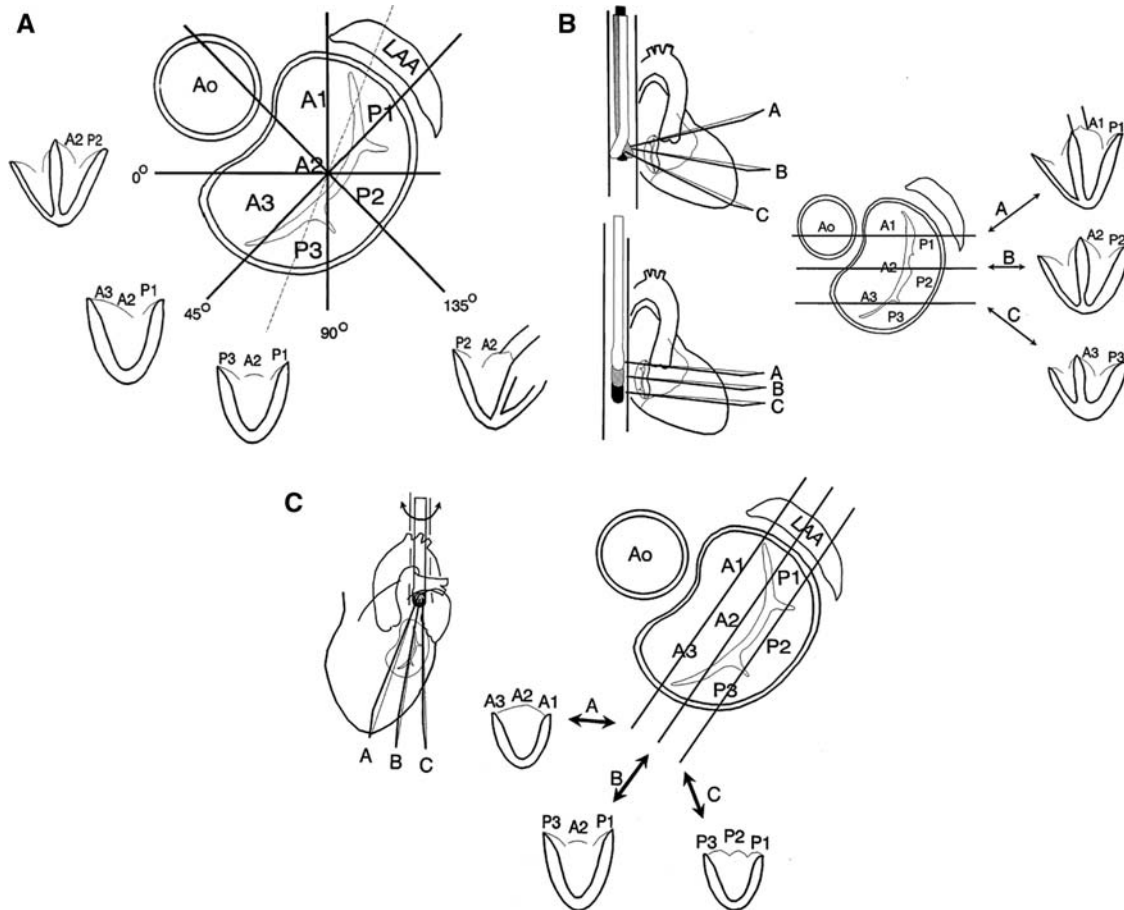 A
Ao
LAA
A1
P1
A2
0°
A3
P2
P3
45°
90°
135°
A2 P2
A3 A2 P1
P3 A2 P1
P2 A2
B
A
B
C
A
B
C
Ao
A1
P1
A2
P2
A3
P3
A
B
C
A1 P1
A2 P2
A3 P3
C
A B C
Ao
LAA
A1
P1
A2
P2
A3
P3
A
B
C
A3 A2 A1
P3 A2 P1
P3 P2 P1